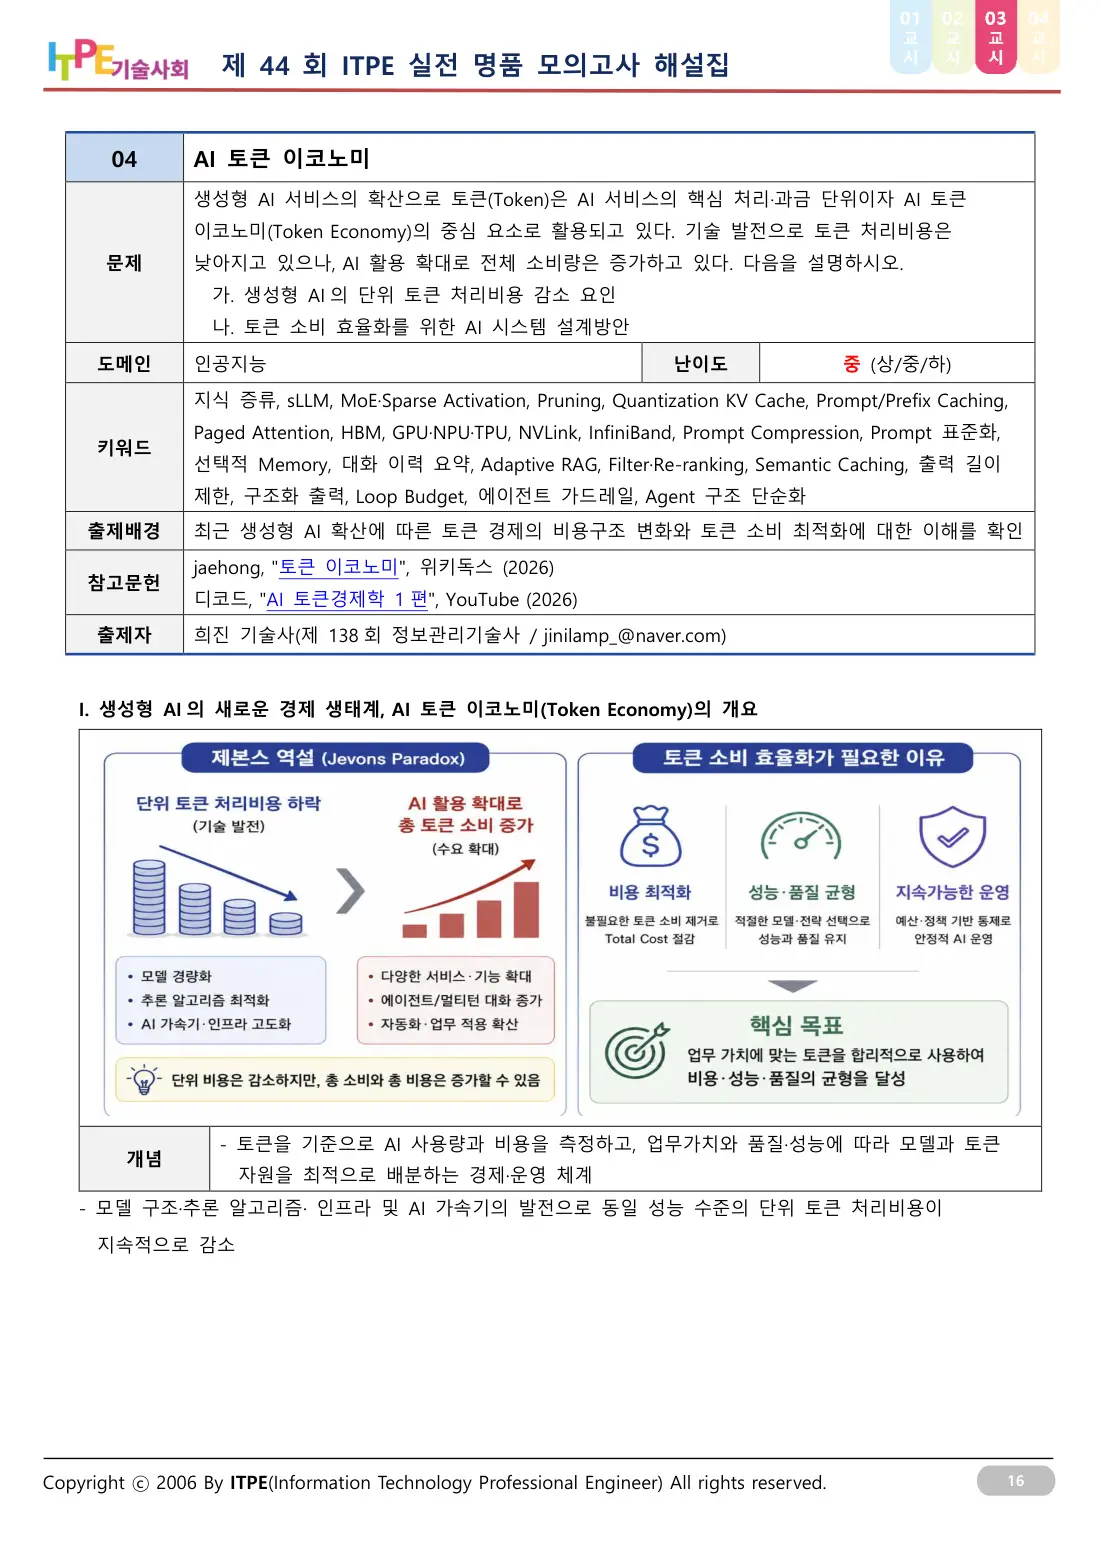 ITPE기술사회
제 44 회 ITPE 실전 명품 모의고사 해설집
01 교시
02 교시
03 교시
04 교시
04
AI 토큰 이코노미
문제
생성형 AI 서비스의 확산으로 토큰(Token)은 AI 서비스의 핵심 처리·과금 단위이자 AI 토큰
이코노미(Token Economy)의 중심 요소로 활용되고 있다. 기술 발전으로 토큰 처리비용은
낮아지고 있으나, AI 활용 확대로 전체 소비량은 증가하고 있다. 다음을 설명하시오.
가. 생성형 AI 의 단위 토큰 처리비용 감소 요인
나. 토큰 소비 효율화를 위한 AI 시스템 설계방안
도메인
인공지능
난이도
중 (상/중/하)
키워드
지식 증류, sLLM, MoE·Sparse Activation, Pruning, Quantization KV Cache, Prompt/Prefix Caching,
Paged Attention, HBM, GPU·NPU·TPU, NVLink, InfiniBand, Prompt Compression, Prompt 표준화,
선택적 Memory, 대화 이력 요약, Adaptive RAG, Filter·Re-ranking, Semantic Caching, 출력 길이
제한, 구조화 출력, Loop Budget, 에이전트 가드레일, Agent 구조 단순화
출제배경
최근 생성형 AI 확산에 따른 토큰 경제의 비용구조 변화와 토큰 소비 최적화에 대한 이해를 확인
참고문헌
jaehong, "토큰 이코노미", 위키독스 (2026)
디코드, "AI 토큰경제학 1 편", YouTube (2026)
출제자
희진 기술사(제 138 회 정보관리기술사 / jinilamp_@naver.com)
I. 생성형 AI 의 새로운 경제 생태계, AI 토큰 이코노미(Token Economy)의 개요
제본스 역설 (Jevons Paradox)
단위 토큰 처리비용 하락
(기술 발전)
AI 활용 확대로
총 토큰 소비 증가
(수요 확대)
• 모델 경량화
• 추론 알고리즘 최적화
• AI 가속기·인프라 고도화
• 다양한 서비스·기능 확대
• 에이전트/멀티턴 대화 증가
• 자동화·업무 적용 확산
단위 비용은 감소하지만, 총 소비와 총 비용은 증가할 수 있음
토큰 소비 효율화가 필요한 이유
$
비용 최적화
불필요한 토큰 소비 제거로
Total Cost 절감
성능·품질 균형
적절한 모델·전략 선택으로
성능과 품질 유지
지속가능한 운영
예산·정책 기반 통제로
안정적 AI 운영
핵심 목표
업무 가치에 맞는 토큰을 합리적으로 사용하여
비용·성능·품질의 균형을 달성
개념
- 토큰을 기준으로 AI 사용량과 비용을 측정하고, 업무가치와 품질·성능에 따라 모델과 토큰
자원을 최적으로 배분하는 경제·운영 체계
- 모델 구조·추론 알고리즘· 인프라 및 AI 가속기의 발전으로 동일 성능 수준의 단위 토큰 처리비용이
지속적으로 감소
Copyright ⓒ 2006 By ITPE(Information Technology Professional Engineer) All rights reserved.
16